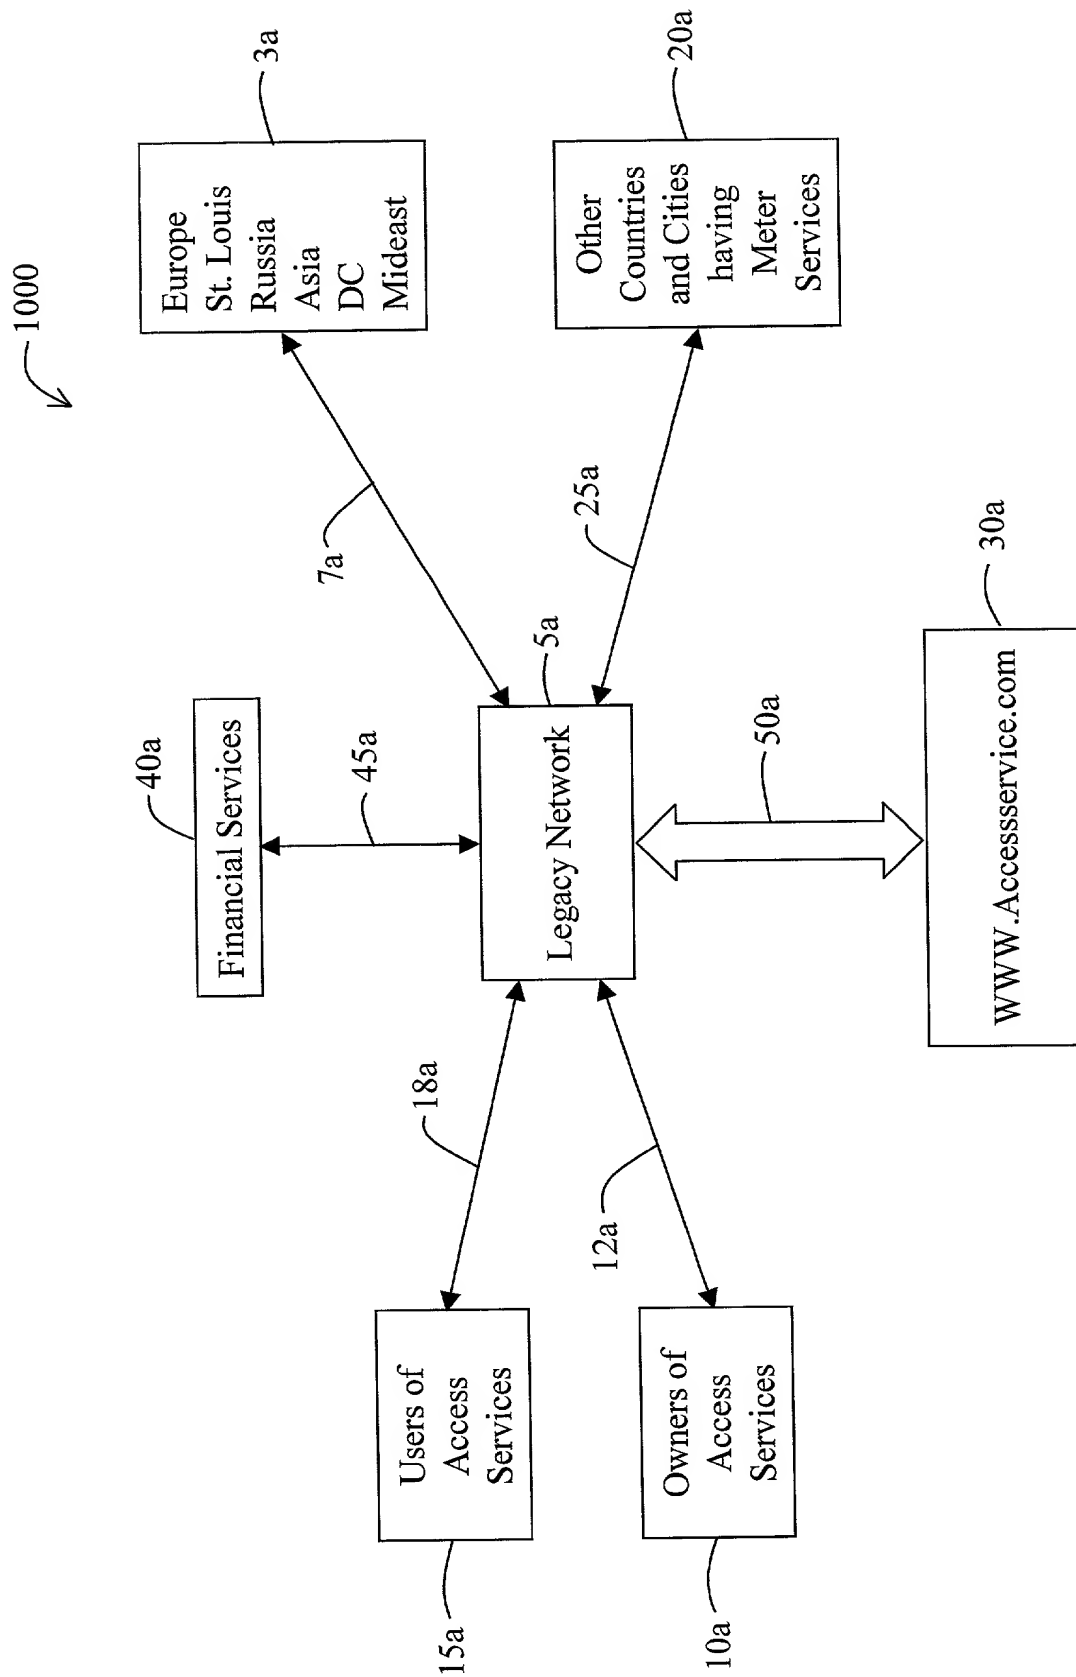 1000
40a
Financial Services
45a
Europe
St. Louis
Russia
Asia
DC
Mideast
3a
7a
Users of
Access
Services
15a
18a
Legacy Network
5a
Other
Countries
and Cities
having
Meter
Services
20a
25a
Owners of
Access
Services
10a
12a
50a
WWW.Accessservice.com
30a